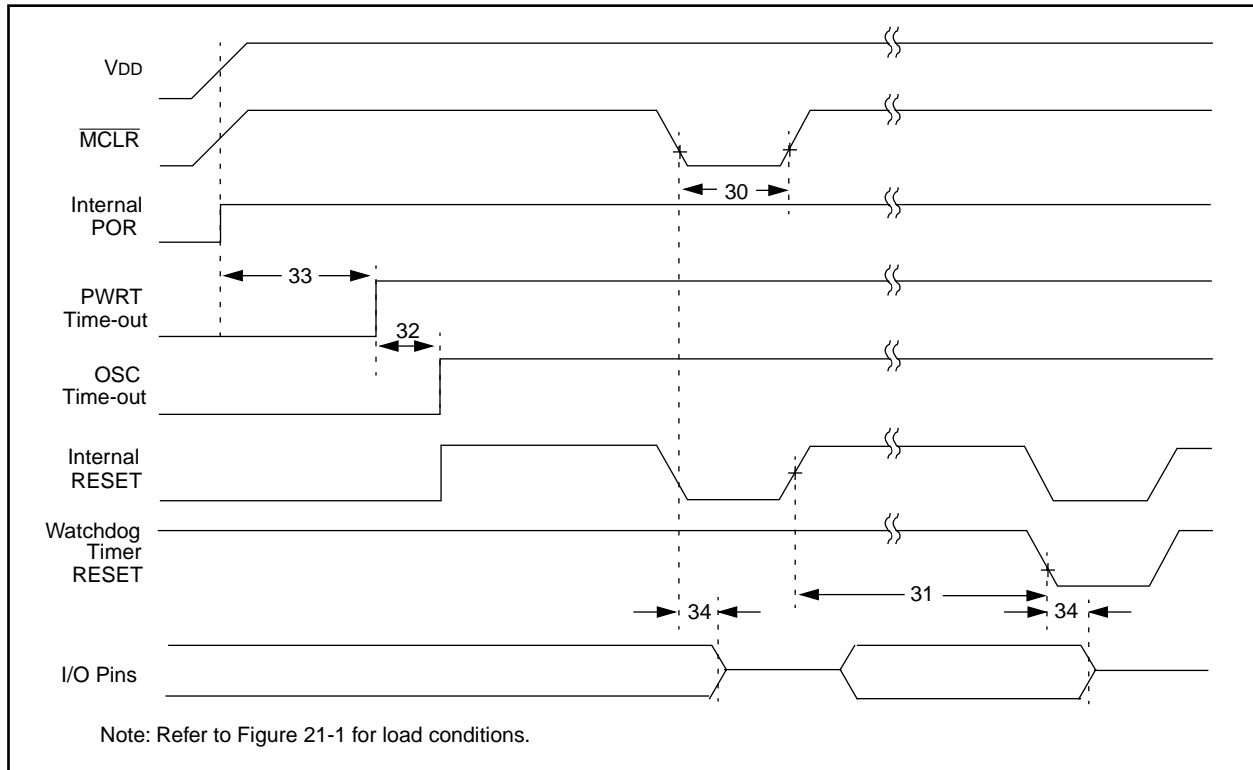 VDD
MCLR
30
Internal
POR
33
PWRT
Time-out
32
OSC
Time-out
Internal
RESET
Watchdog
Timer
RESET
31
34
34
I/O Pins
Note: Refer to Figure 21-1 for load conditions.